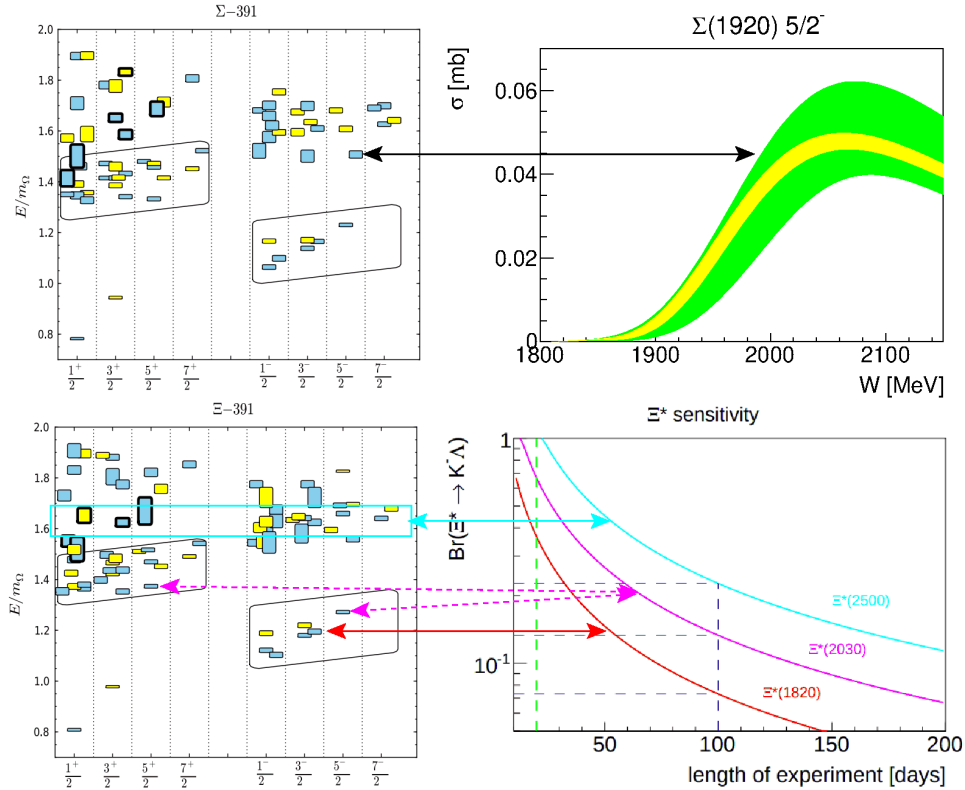 Σ−391
2.0
1.8
1.6
1.4
1.2
1.0
0.8
E/m_Ω
1/2⁺ 3/2⁺ 5/2⁺ 7/2⁺ 1/2⁻ 3/2⁻ 5/2⁻ 7/2⁻
Σ(1920) 5/2⁻
σ [mb]
0.06
0.04
0.02
0.0
1800 1900 2000 2100
W [MeV]
Ξ−391
2.0
1.8
1.6
1.4
1.2
1.0
0.8
E/m_Ω
1/2⁺ 3/2⁺ 5/2⁺ 7/2⁺ 1/2⁻ 3/2⁻ 5/2⁻ 7/2⁻
Ξ* sensitivity
Br(Ξ* → K⁻Λ)
1
10⁻¹
Ξ*(2500)
Ξ*(2030)
Ξ*(1820)
50 100 150 200
length of experiment [days]